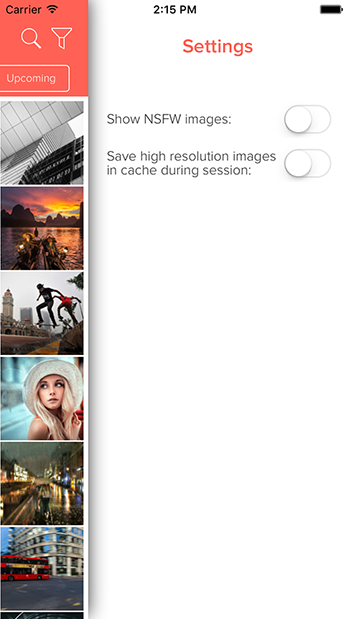 Carrier 2:15 PM
Settings
Upcoming
Show NSFW images:
Save high resolution images
in cache during session: